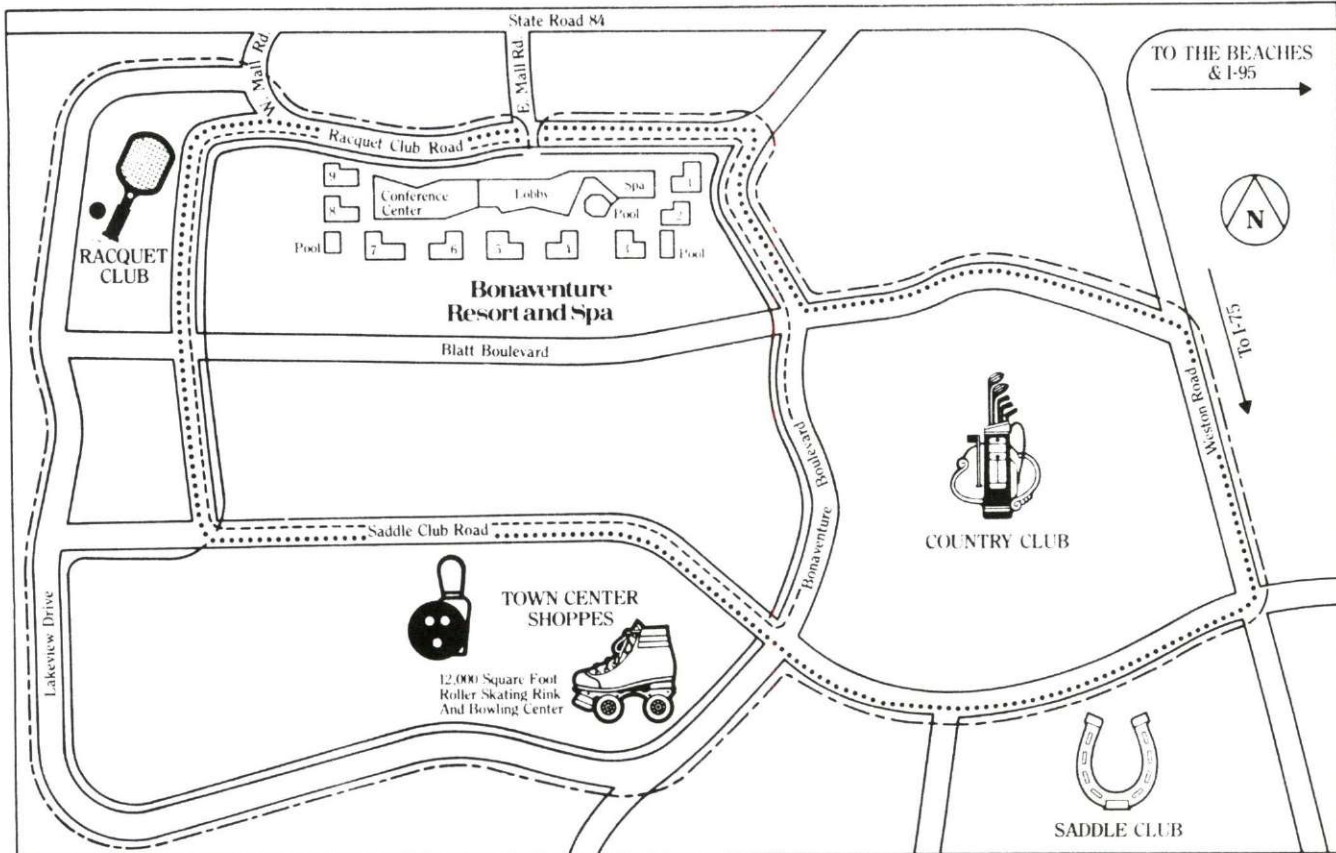 State Road 84
W. Mall Rd.
E. Mall Rd.
TO THE BEACHES
& I-95
Racquet Club Road
N
To I-75
RACQUET
CLUB
9
8
Conference
Center
Lobby
Spa
Pool
1
2
Pool
7
6
5
4
3
Pool
Bonaventure
Resort and Spa
Blatt Boulevard
Weston Road
Bonaventure Boulevard
COUNTRY CLUB
Saddle Club Road
Lakeview Drive
TOWN CENTER
SHOPPES
12,000 Square Foot
Roller Skating Rink
And Bowling Center
SADDLE CLUB